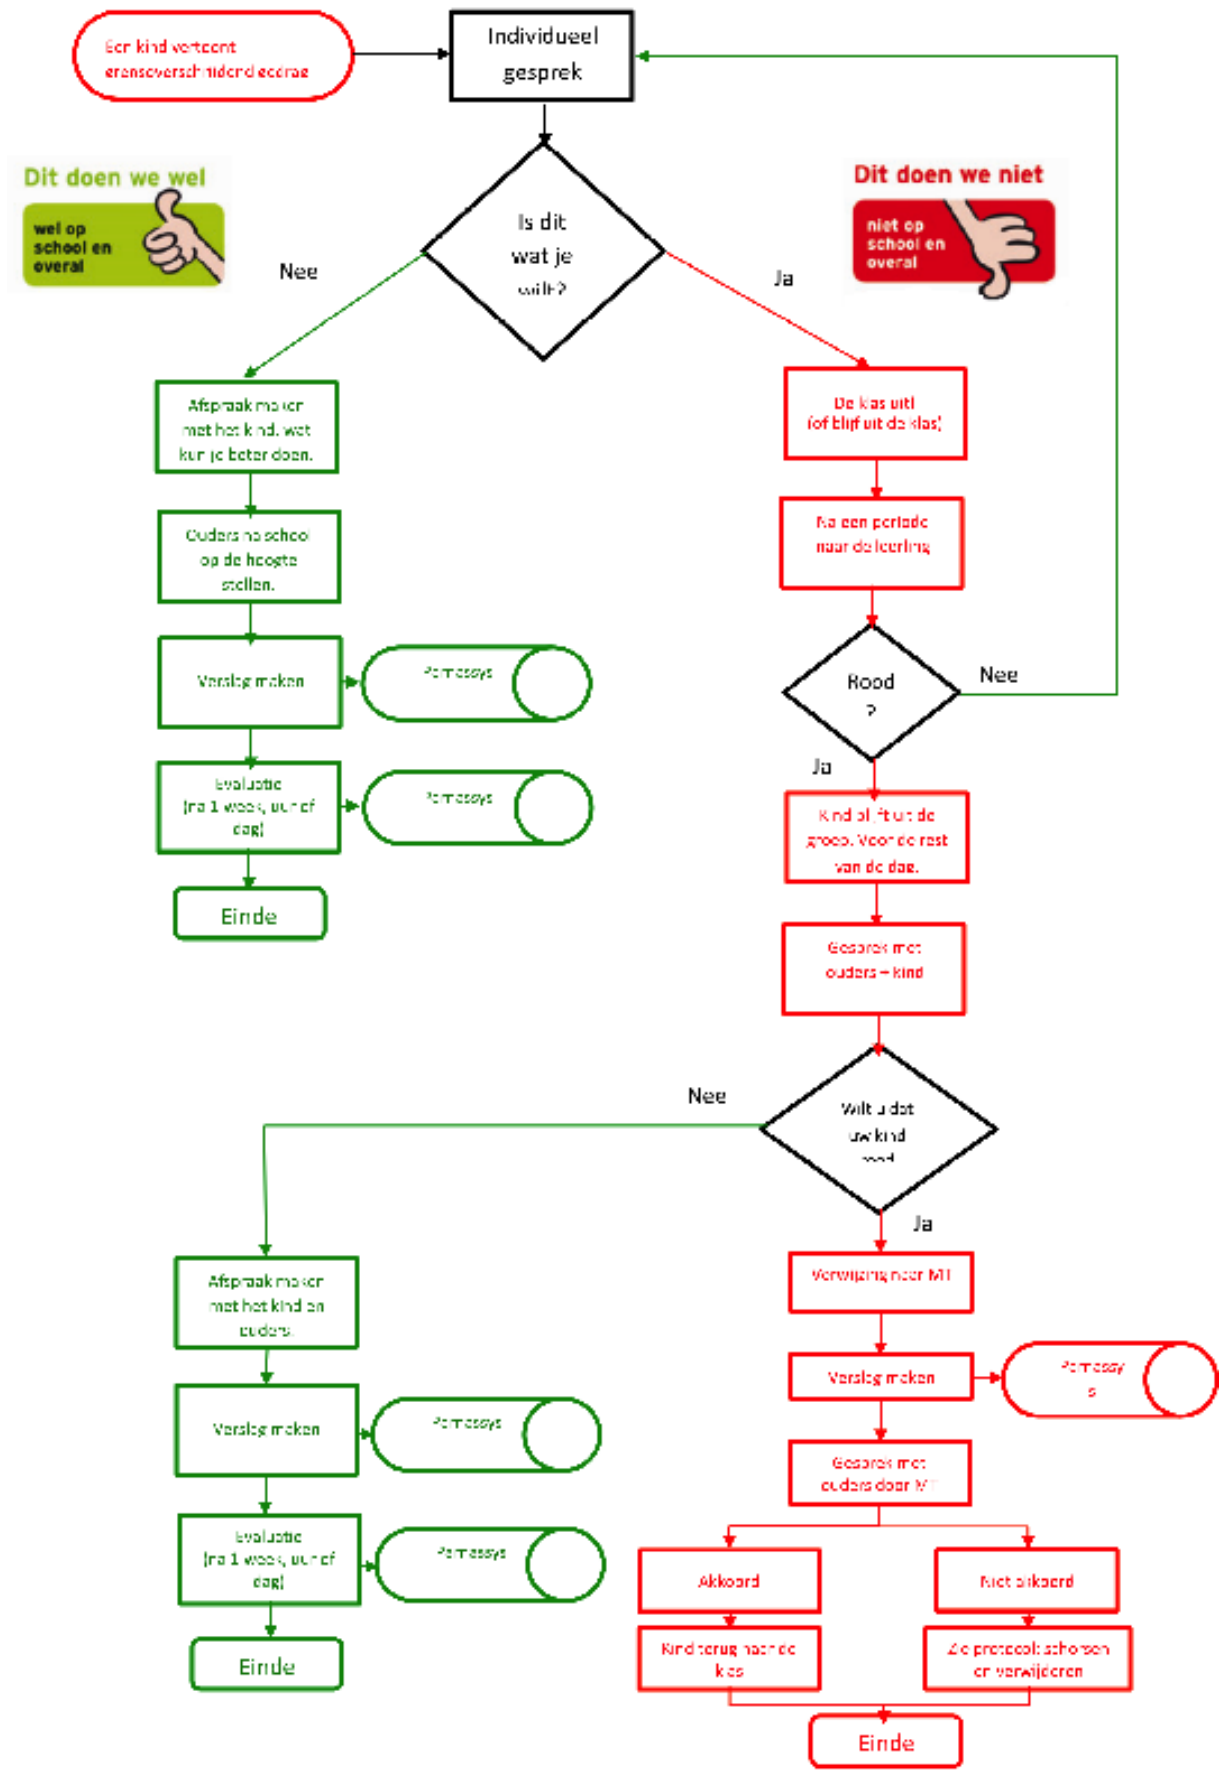 Een kind vertoont
grensoverschrijdend gedrag
Individueel
gesprek
Dit doen we wel
wel op
school en
overal
Dit doen we niet
niet op
school en
overal
Is dit
wat je
wilt?
Nee
Ja
Afspraak maken
met het kind, wat
kun je beter doen.
Ouders na school
op de hoogte
stellen.
Verslag maken
Parnassys
Evaluatie
(na 1 week, uur of
dag)
Parnassys
Einde
De klas uit!
(of blijf uit de klas)
Na een periode
naar de leerling
Rood
?
Nee
Ja
Kind blijft uit de
groep. Voor de rest
van de dag.
Gesprek met
ouders + kind
Wilt u dat
uw kind
rood
Nee
Ja
Afspraak maken
met het kind en
ouders.
Verslag maken
Parnassys
Evaluatie
(na 1 week, uur of
dag)
Parnassys
Einde
Verwijzing naar MT
Verslag maken
Parnassy
s
Gesprek met
ouders door MT
Akkoord
Niet akkoord
Kind terug naar de
klas
Zie protocol: schorsen
en verwijderen
Einde